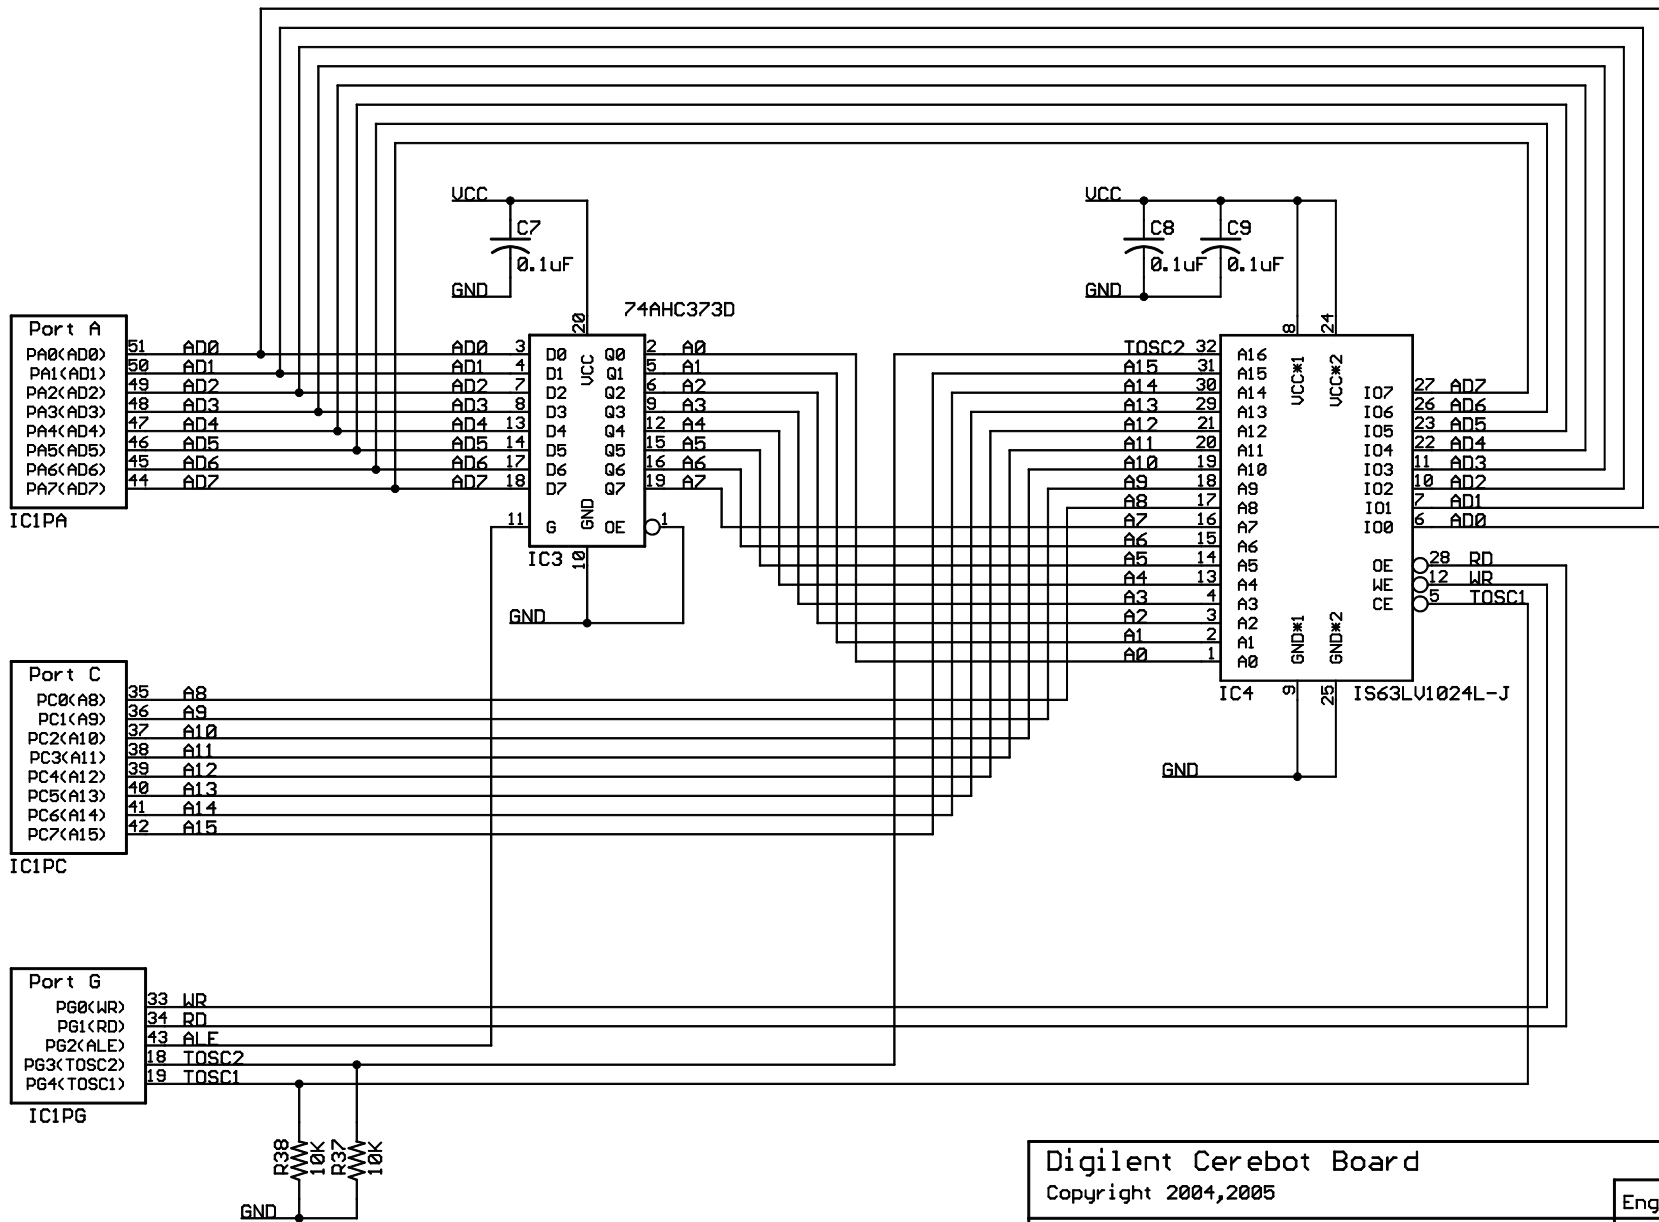 VCC
C7
0.1uF
GND
74AHC373D
VCC
C8
0.1uF
C9
0.1uF
GND
Port A
PA0(AD0) 51 AD0
PA1(AD1) 50 AD1
PA2(AD2) 49 AD2
PA3(AD3) 48 AD3
PA4(AD4) 47 AD4
PA5(AD5) 46 AD5
PA6(AD6) 45 AD6
PA7(AD7) 44 AD7
IC1PA
20
VCC
AD0 3 D0 Q0 2 A0
AD1 4 D1 Q1 5 A1
AD2 7 D2 Q2 6 A2
AD3 8 D3 Q3 9 A3
AD4 13 D4 Q4 12 A4
AD5 14 D5 Q5 15 A5
AD6 17 D6 Q6 16 A6
AD7 18 D7 Q7 19 A7
11 G GND OE 1
IC3 10
GND
8 24
VCC*1 VCC*2
TOSC2 32 A16
A15 31 A15
A14 30 A14
A13 29 A13
A12 21 A12
A11 20 A11
A10 19 A10
A9 18 A9
A8 17 A8
A7 16 A7
A6 15 A6
A5 14 A5
A4 13 A4
A3 4 A3
A2 3 A2
A1 2 A1
A0 1 A0
IO7 27 AD7
IO6 26 AD6
IO5 23 AD5
IO4 22 AD4
IO3 11 AD3
IO2 10 AD2
IO1 7 AD1
IO0 6 AD0
OE 28 RD
WE 12 WR
CE 5 TOSC1
GND*1 GND*2
IC4 9 25 IS63LV1024L-J
GND
Port C
PC0(A8) 35 A8
PC1(A9) 36 A9
PC2(A10) 37 A10
PC3(A11) 38 A11
PC4(A12) 39 A12
PC5(A13) 40 A13
PC6(A14) 41 A14
PC7(A15) 42 A15
IC1PC
Port G
PG0(WR) 33 WR
PG1(RD) 34 RD
PG2(ALE) 43 ALE
PG3(TOSC2) 18 TOSC2
PG4(TOSC1) 19 TOSC1
IC1PG
R38
10K
R37
10K
GND
Digilent Cerebot Board
Copyright 2004,2005
Eng